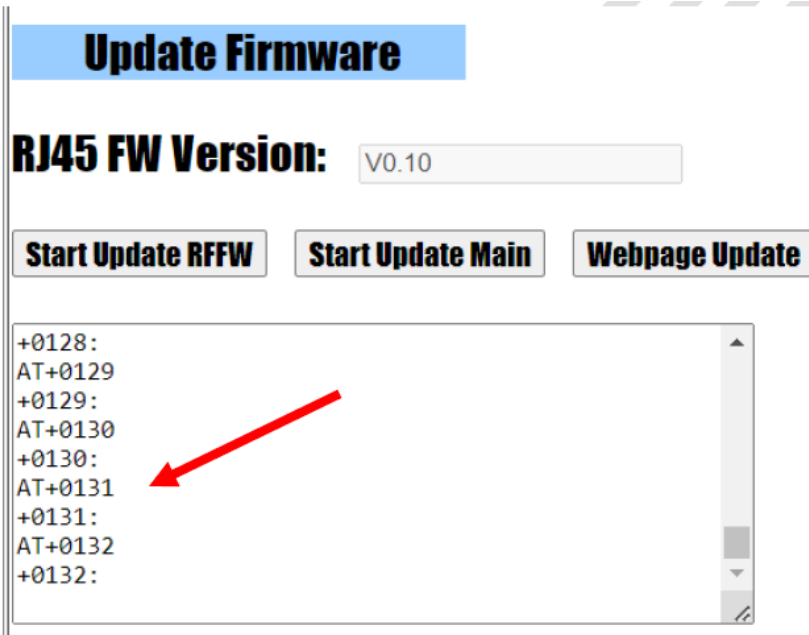 Update Firmware
RJ45 FW Version: V0.10
Start Update RFFW Start Update Main Webpage Update
+0128:
AT+0129
+0129:
AT+0130
+0130:
AT+0131
+0131:
AT+0132
+0132: